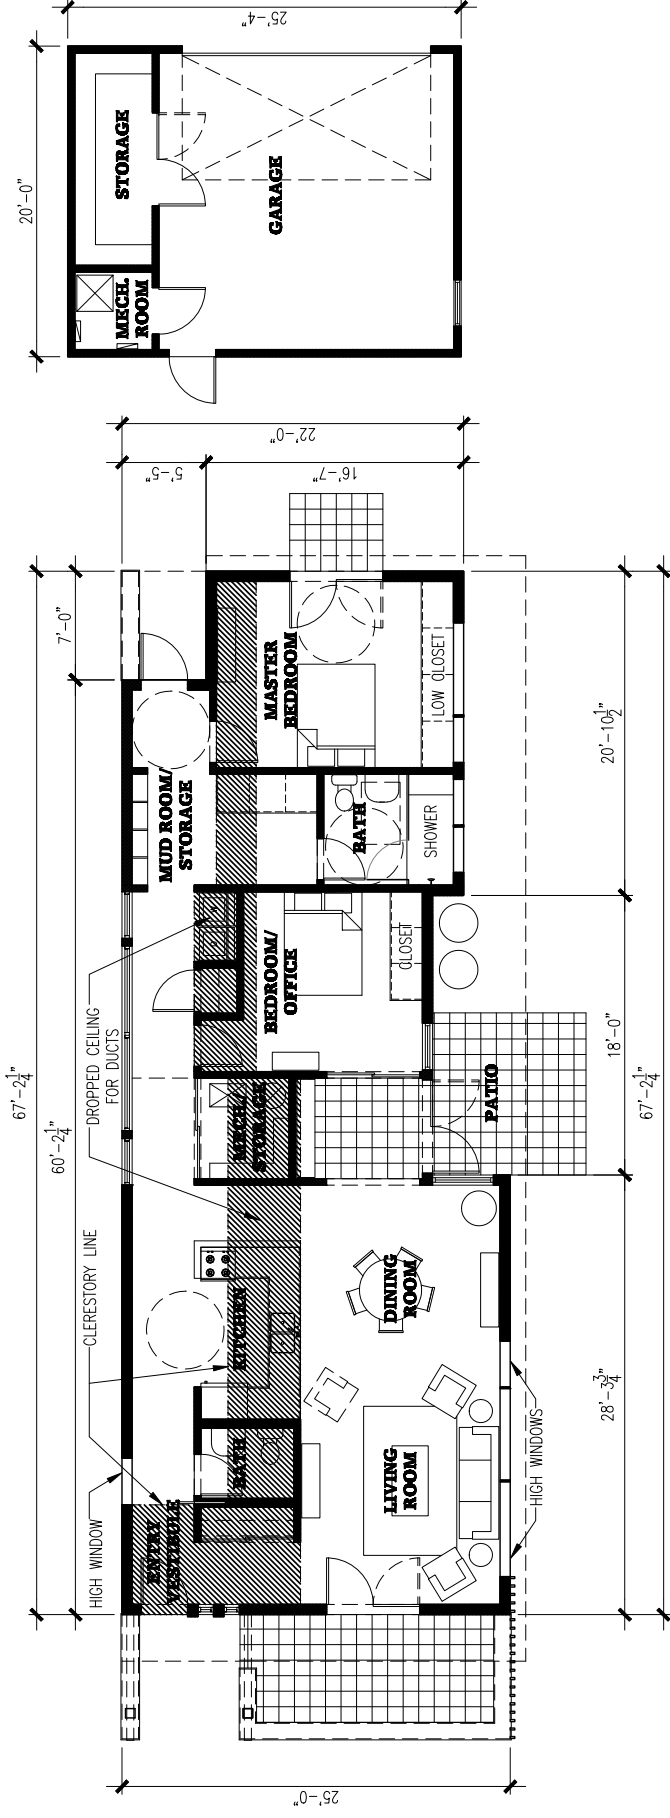 25'-4"
20'-0"
STORAGE
GARAGE
MECH.
ROOM
22'-0"
5'-5"
16'-7"
7'-0"
MASTER
BEDROOM
LOW CLOSET
20'-10½"
MUD ROOM/
STORAGE
BATH
SHOWER
BEDROOM/
OFFICE
CLOSET
DROPPED CEILING
FOR DUCTS
67'-2¼"
60'-2¼"
18'-0"
67'-2¼"
MECH./
STORAGE
PATIO
CLERESTORY LINE
KITCHEN
DINING
ROOM
28'-3¾"
BATH
LIVING
ROOM
HIGH WINDOWS
HIGH WINDOW
ENTRY
VESTIBULE
25'-0"